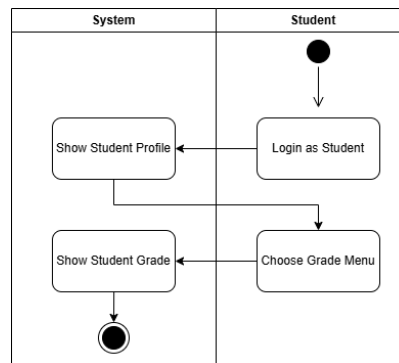 System
Student
Show Student Profile
Login as Student
Show Student Grade
Choose Grade Menu